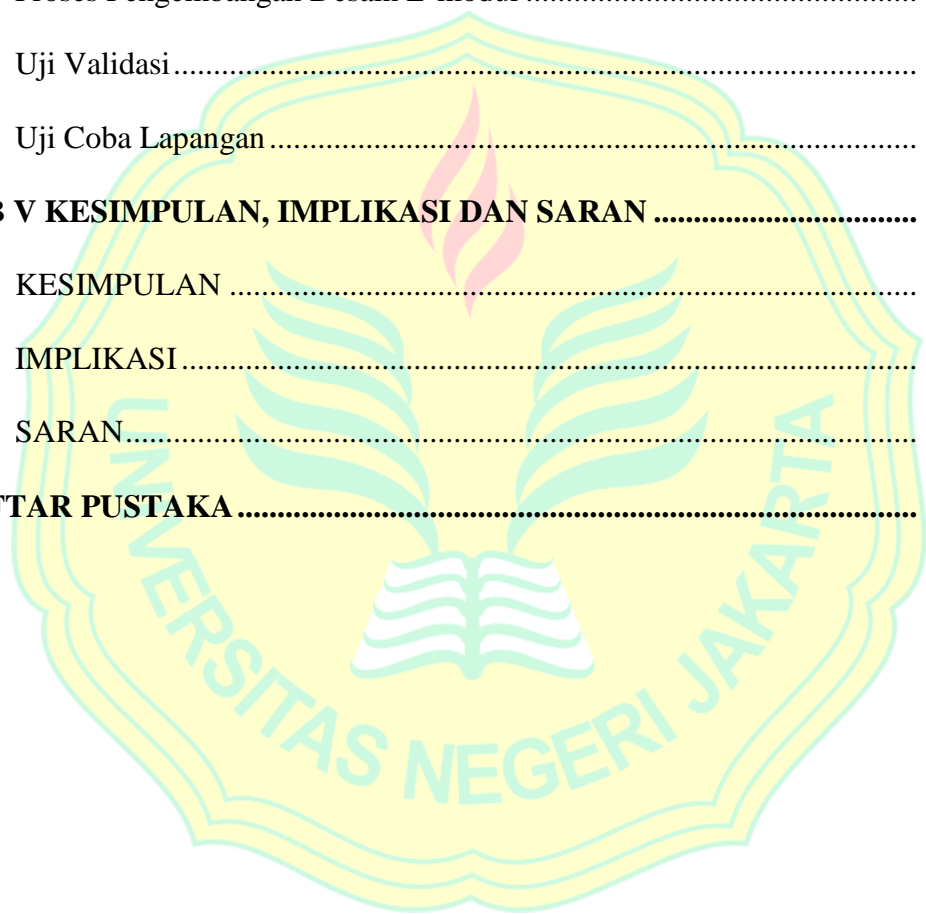 Proses Pengembangan Desain E-modul ................................................
Uji Validasi .............................................................................................
Uji Coba Lapangan .................................................................................
B V KESIMPULAN, IMPLIKASI DAN SARAN ................................
KESIMPULAN ......................................................................................
IMPLIKASI ............................................................................................
SARAN...................................................................................................
FTAR PUSTAKA .....................................................................................
UNIVERSITAS NEGERI JAKARTA